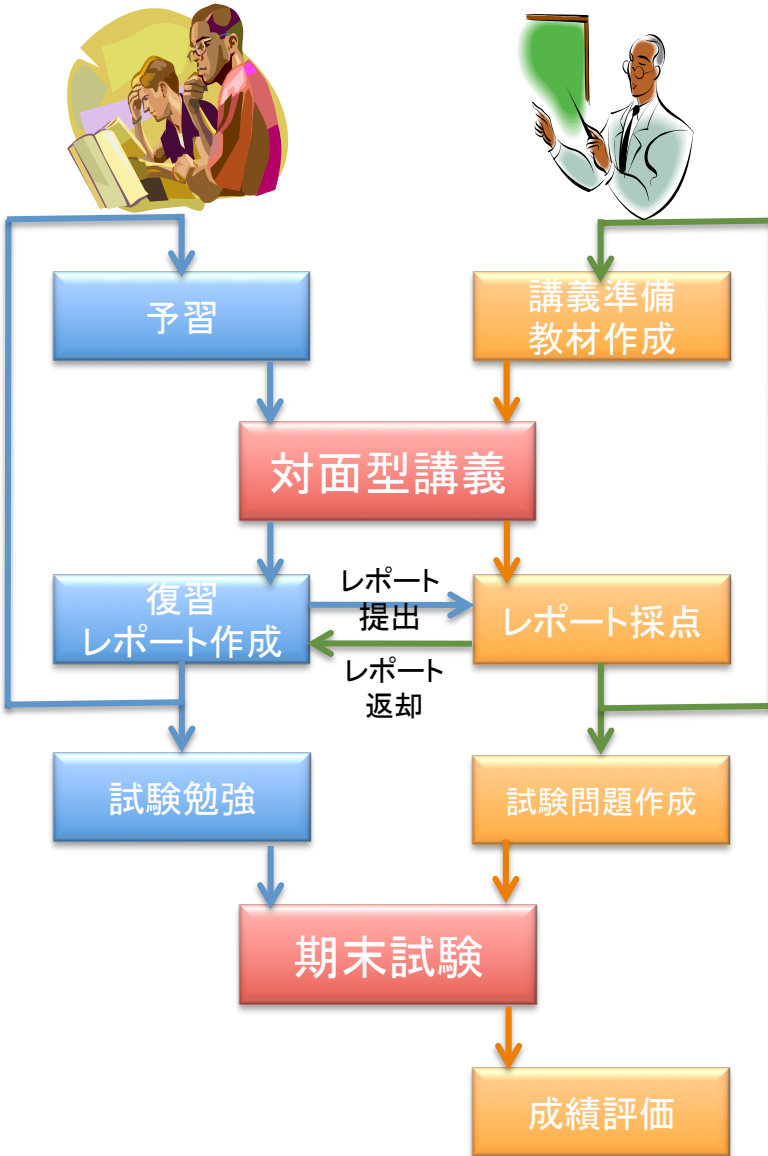 予習
講義準備
教材作成
対面型講義
復習
レポート作成
レポート
提出
レポート
返却
レポート採点
試験勉強
試験問題作成
期末試験
成績評価